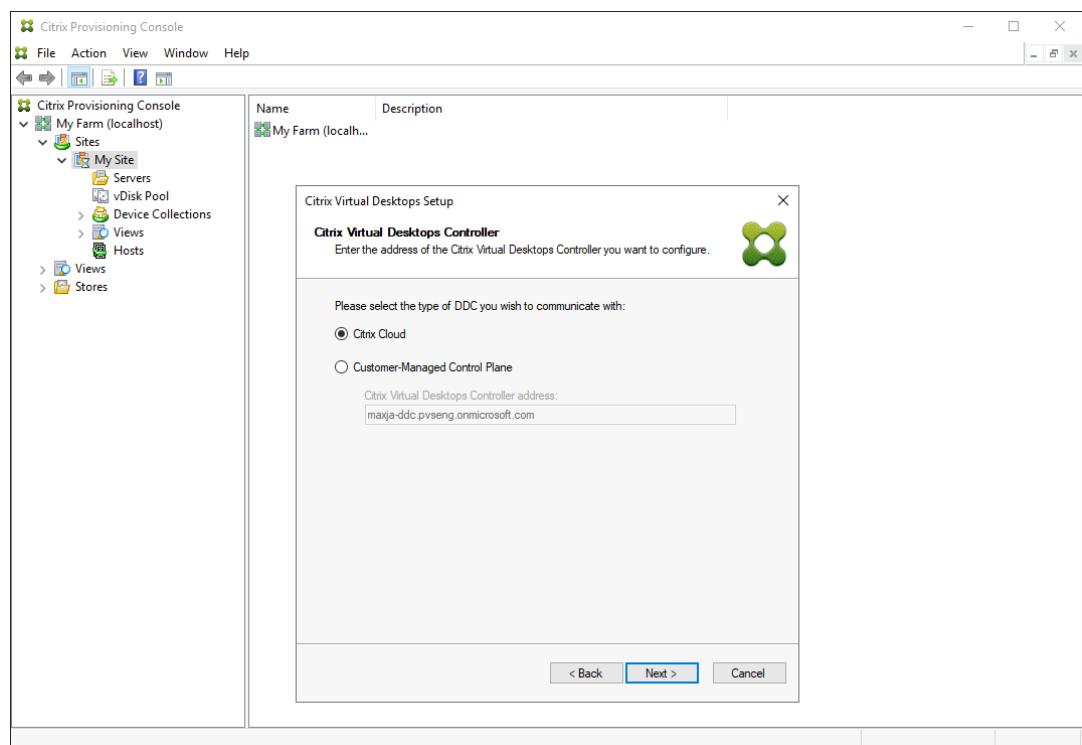 Citrix Provisioning Console
File Action View Window Help
Citrix Provisioning Console
My Farm (localhost)
Sites
My Site
Servers
vDisk Pool
Device Collections
Views
Hosts
Views
Stores
Name Description
My Farm (localh...
Citrix Virtual Desktops Setup
Citrix Virtual Desktops Controller
Enter the address of the Citrix Virtual Desktops Controller you want to configure.
Please select the type of DDC you wish to communicate with:
Citrix Cloud
Customer-Managed Control Plane
Citrix Virtual Desktops Controller address:
maxja-ddc.pvseng.onmicrosoft.com
< Back Next > Cancel